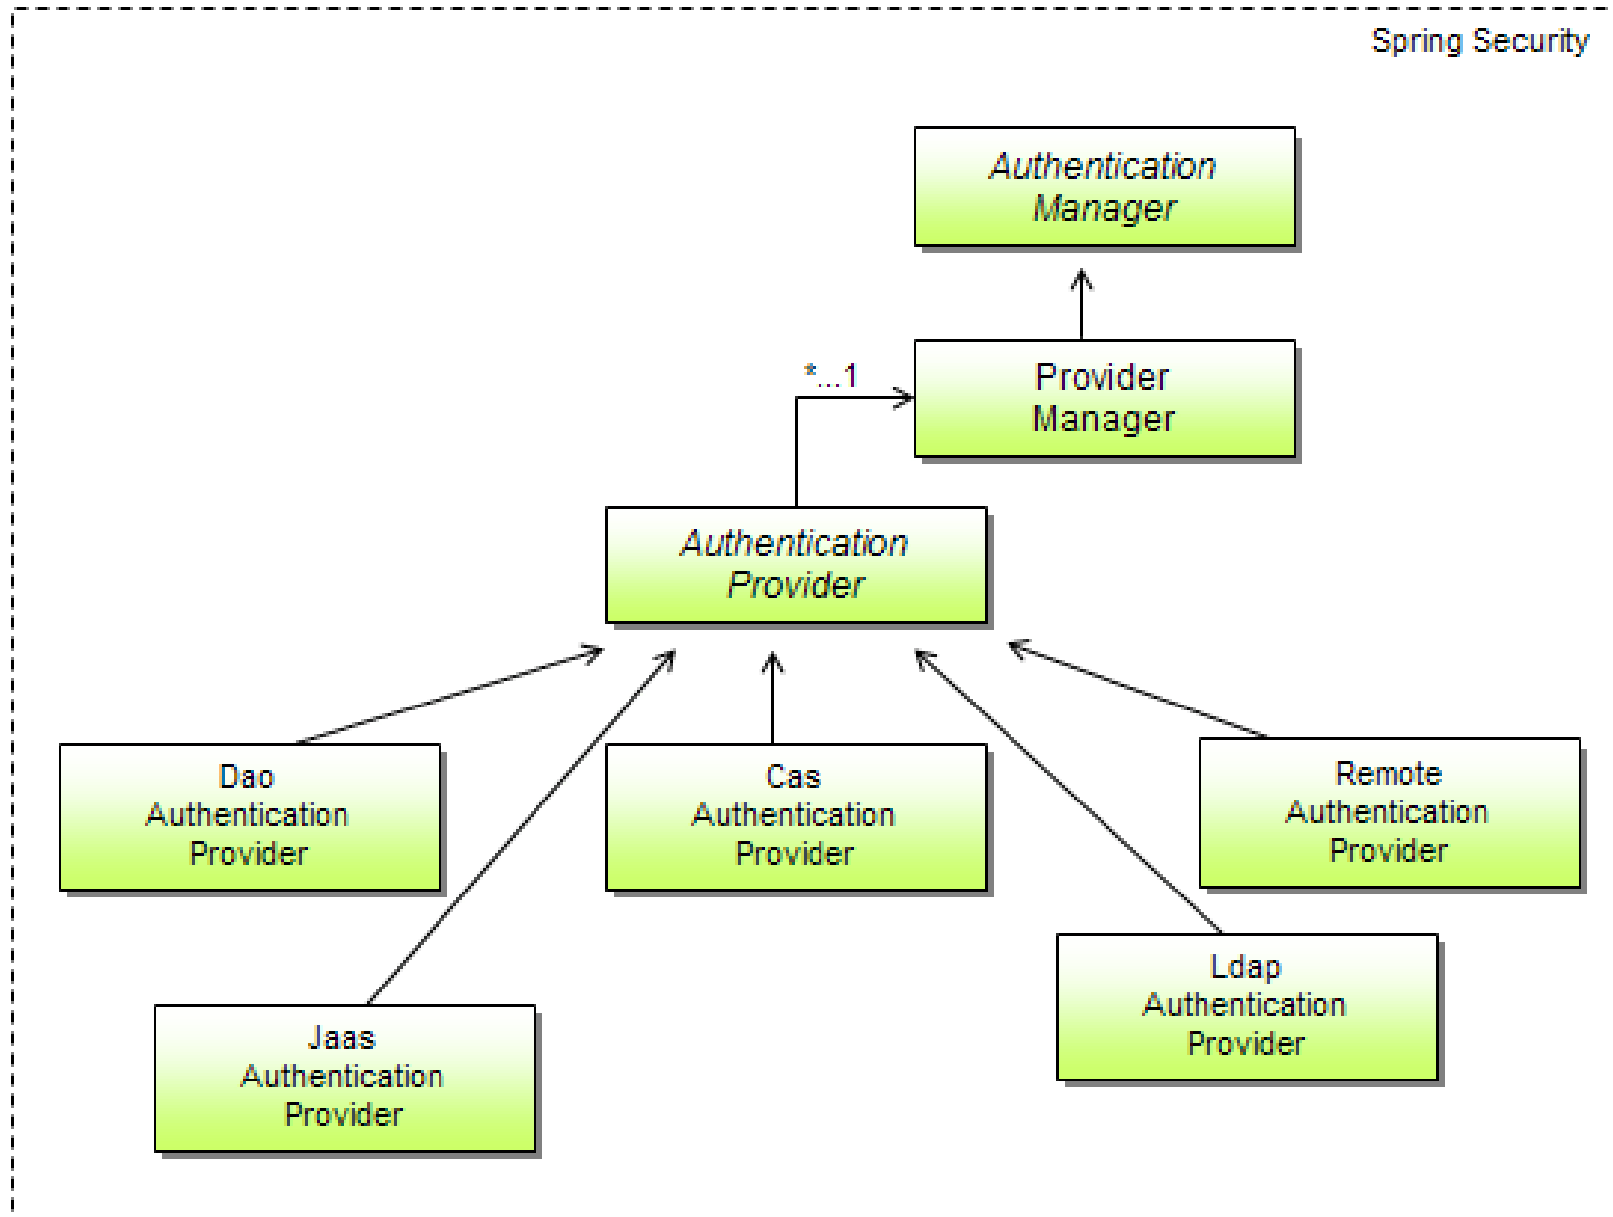 Spring Security
Authentication
Manager
*...1
Provider
Manager
Authentication
Provider
Dao
Authentication
Provider
Cas
Authentication
Provider
Remote
Authentication
Provider
Ldap
Authentication
Provider
Jaas
Authentication
Provider